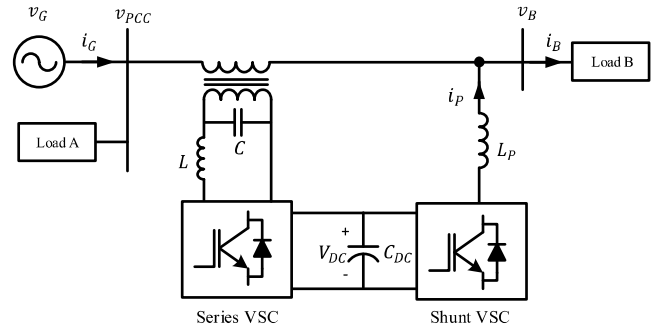 v_G
v_PCC
v_B
i_G
i_B
Load B
i_P
Load A
C
L
L_P
+
V_DC
C_DC
-
Series VSC
Shunt VSC